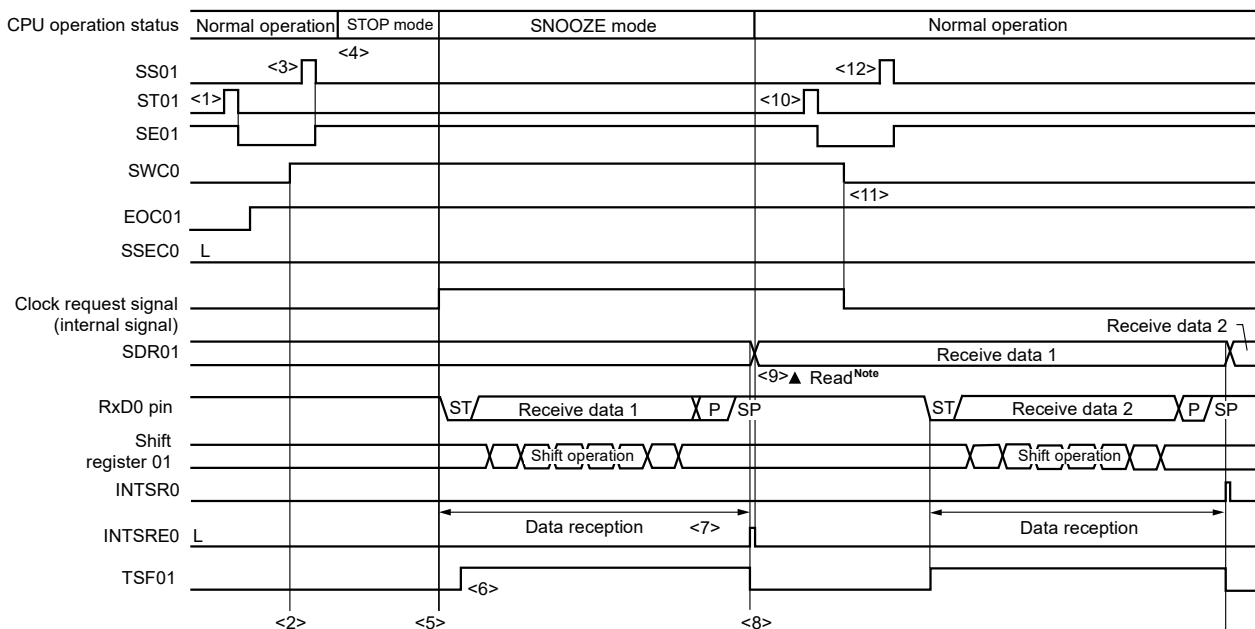 CPU operation status Normal operation STOP mode SNOOZE mode Normal operation
<4>
SS01 <3> <12>
ST01 <1> <10>
SE01
SWC0
<11>
EOC01
SSEC0 L
Clock request signal
(internal signal)
Receive data 2
SDR01 Receive data 1
<9>▲ Read Note
RxD0 pin ST Receive data 1 P SP ST Receive data 2 P SP
Shift
register 01 Shift operation Shift operation
INTSR0
Data reception <7> Data reception
INTSRE0 L
TSF01 <6>
<2> <5> <8>